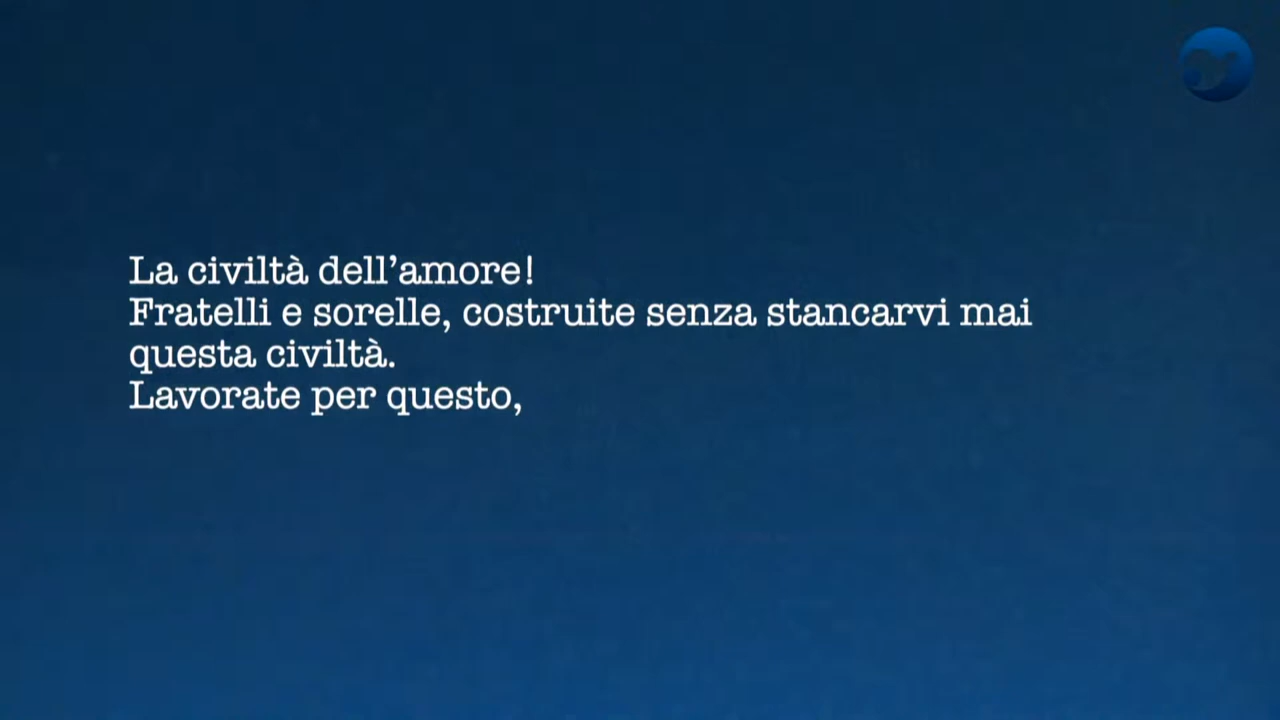 La civiltà dell’amore!
Fratelli e sorelle, costruite senza stancarvi mai
questa civiltà.
Lavorate per questo,